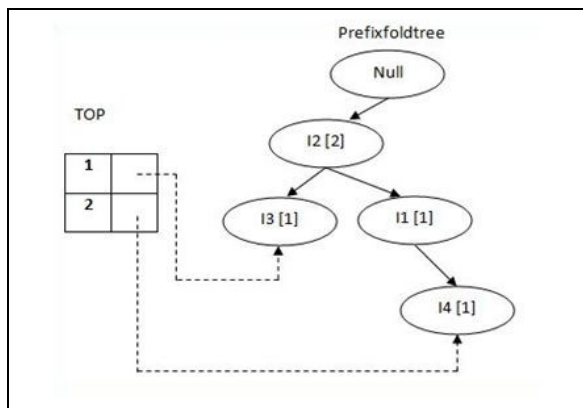 Prefixfoldtree
Null
TOP
I2 [2]
1
2
I3 [1]
I1 [1]
I4 [1]